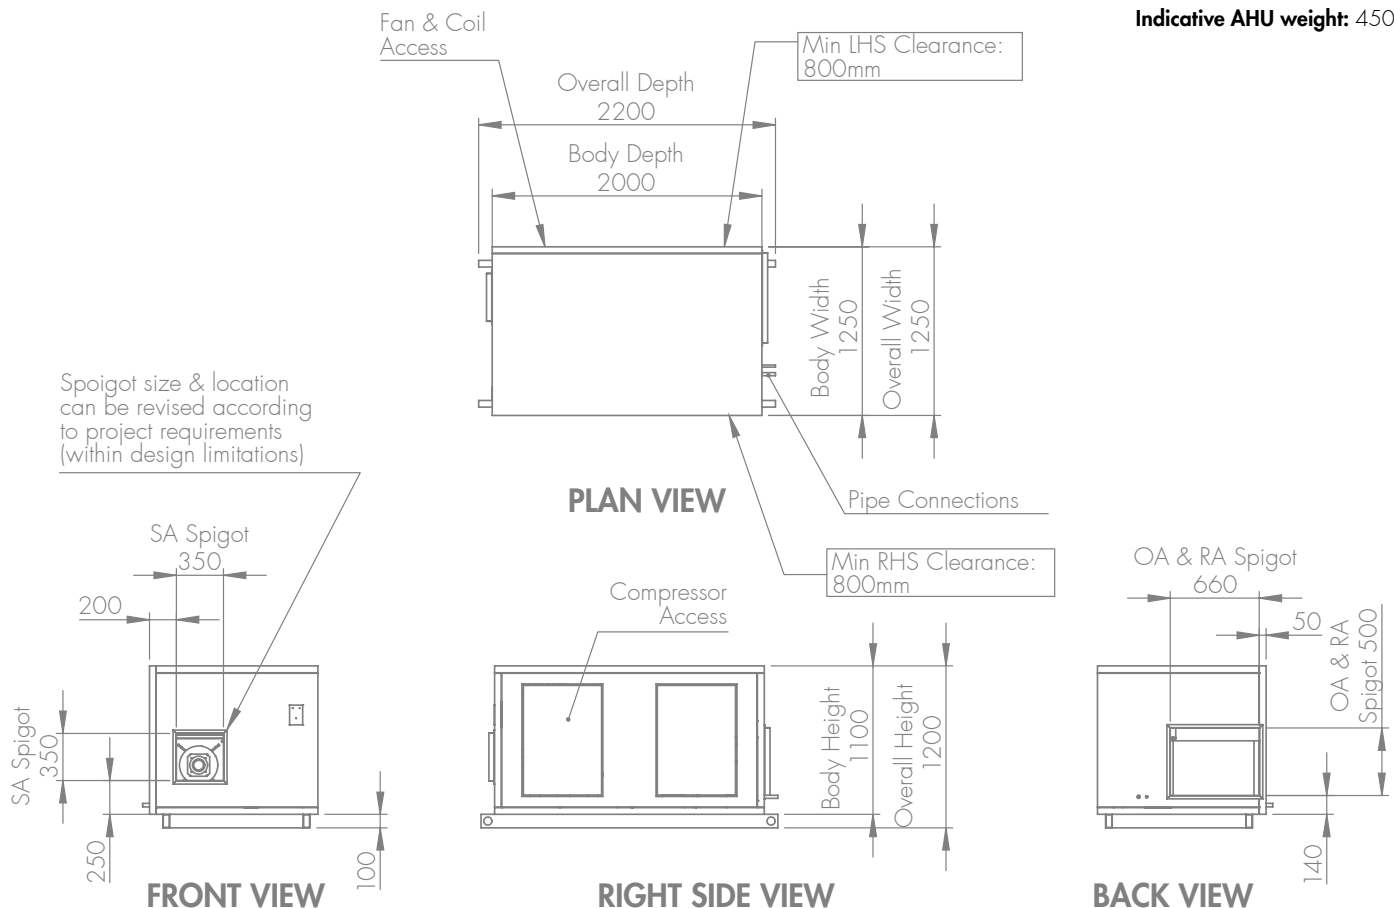 Indicative AHU weight: 450
Fan & Coil
Access
Min LHS Clearance:
800mm
Overall Depth
2200
Body Depth
2000
Body Width
1250
Overall Width
1250
Spoigot size & location
can be revised according
to project requirements
(within design limitations)
PLAN VIEW
Pipe Connections
Min RHS Clearance:
800mm
SA Spigot
350
200
SA Spigot
350
250
100
FRONT VIEW
Compressor
Access
Body Height
1100
Overall Height
1200
RIGHT SIDE VIEW
OA & RA Spigot
660
50
OA & RA
Spigot 500
140
BACK VIEW